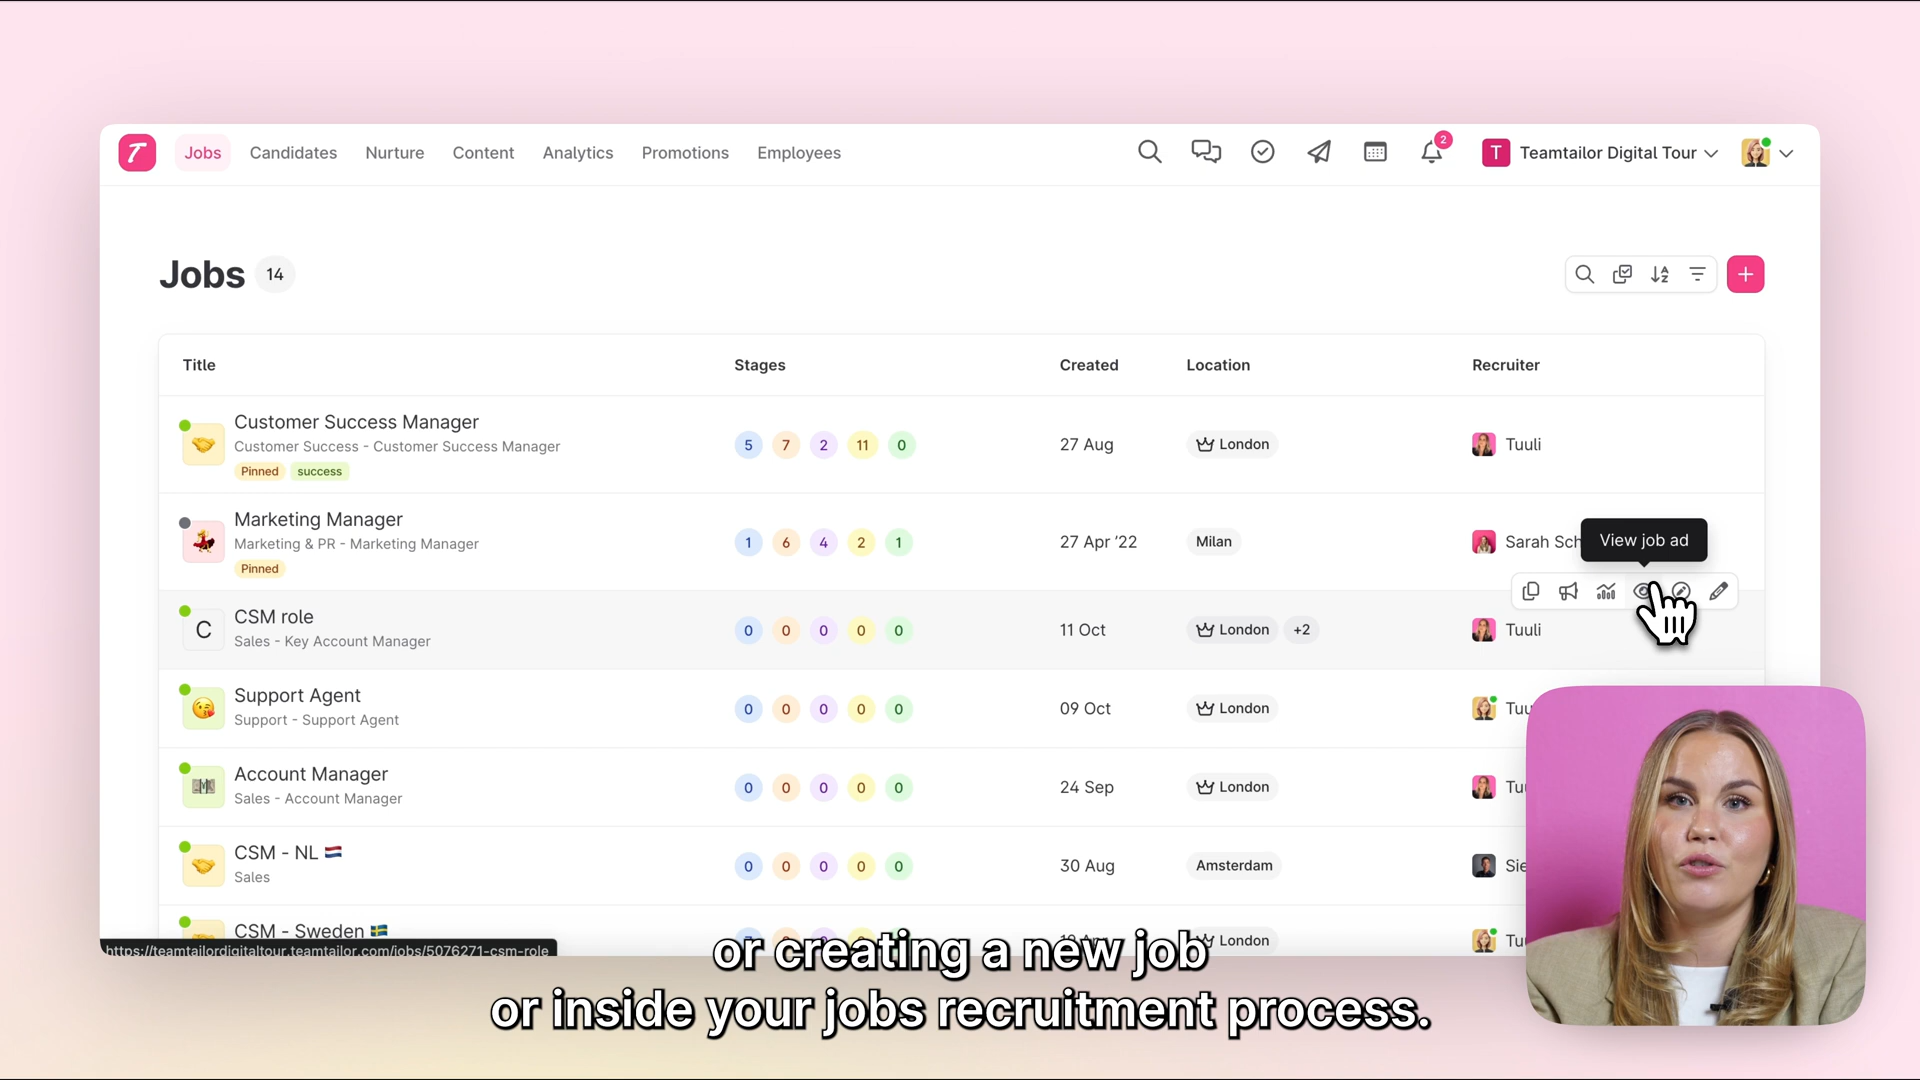 T Jobs Candidates Nurture Content Analytics Promotions Employees 2 T Teamtailor Digital Tour
Jobs 14
Title Stages Created Location Recruiter
Customer Success Manager
Customer Success - Customer Success Manager
Pinned success
5 7 2 11 0 27 Aug London Tuuli
Marketing Manager
Marketing & PR - Marketing Manager
Pinned
1 6 4 2 1 27 Apr '22 Milan Sarah Sch
View job ad
CSM role
Sales - Key Account Manager
C 0 0 0 0 0 11 Oct London +2 Tuuli
Support Agent
Support - Support Agent
0 0 0 0 0 09 Oct London Tuu
Account Manager
Sales - Account Manager
0 0 0 0 0 24 Sep London Tu
CSM - NL
Sales
0 0 0 0 0 30 Aug Amsterdam Sie
CSM - Sweden
London Tu
https://teamtailordigitaltour.teamtailor.com/jobs/5076271-csm-role
or creating a new job
or inside your jobs recruitment process.